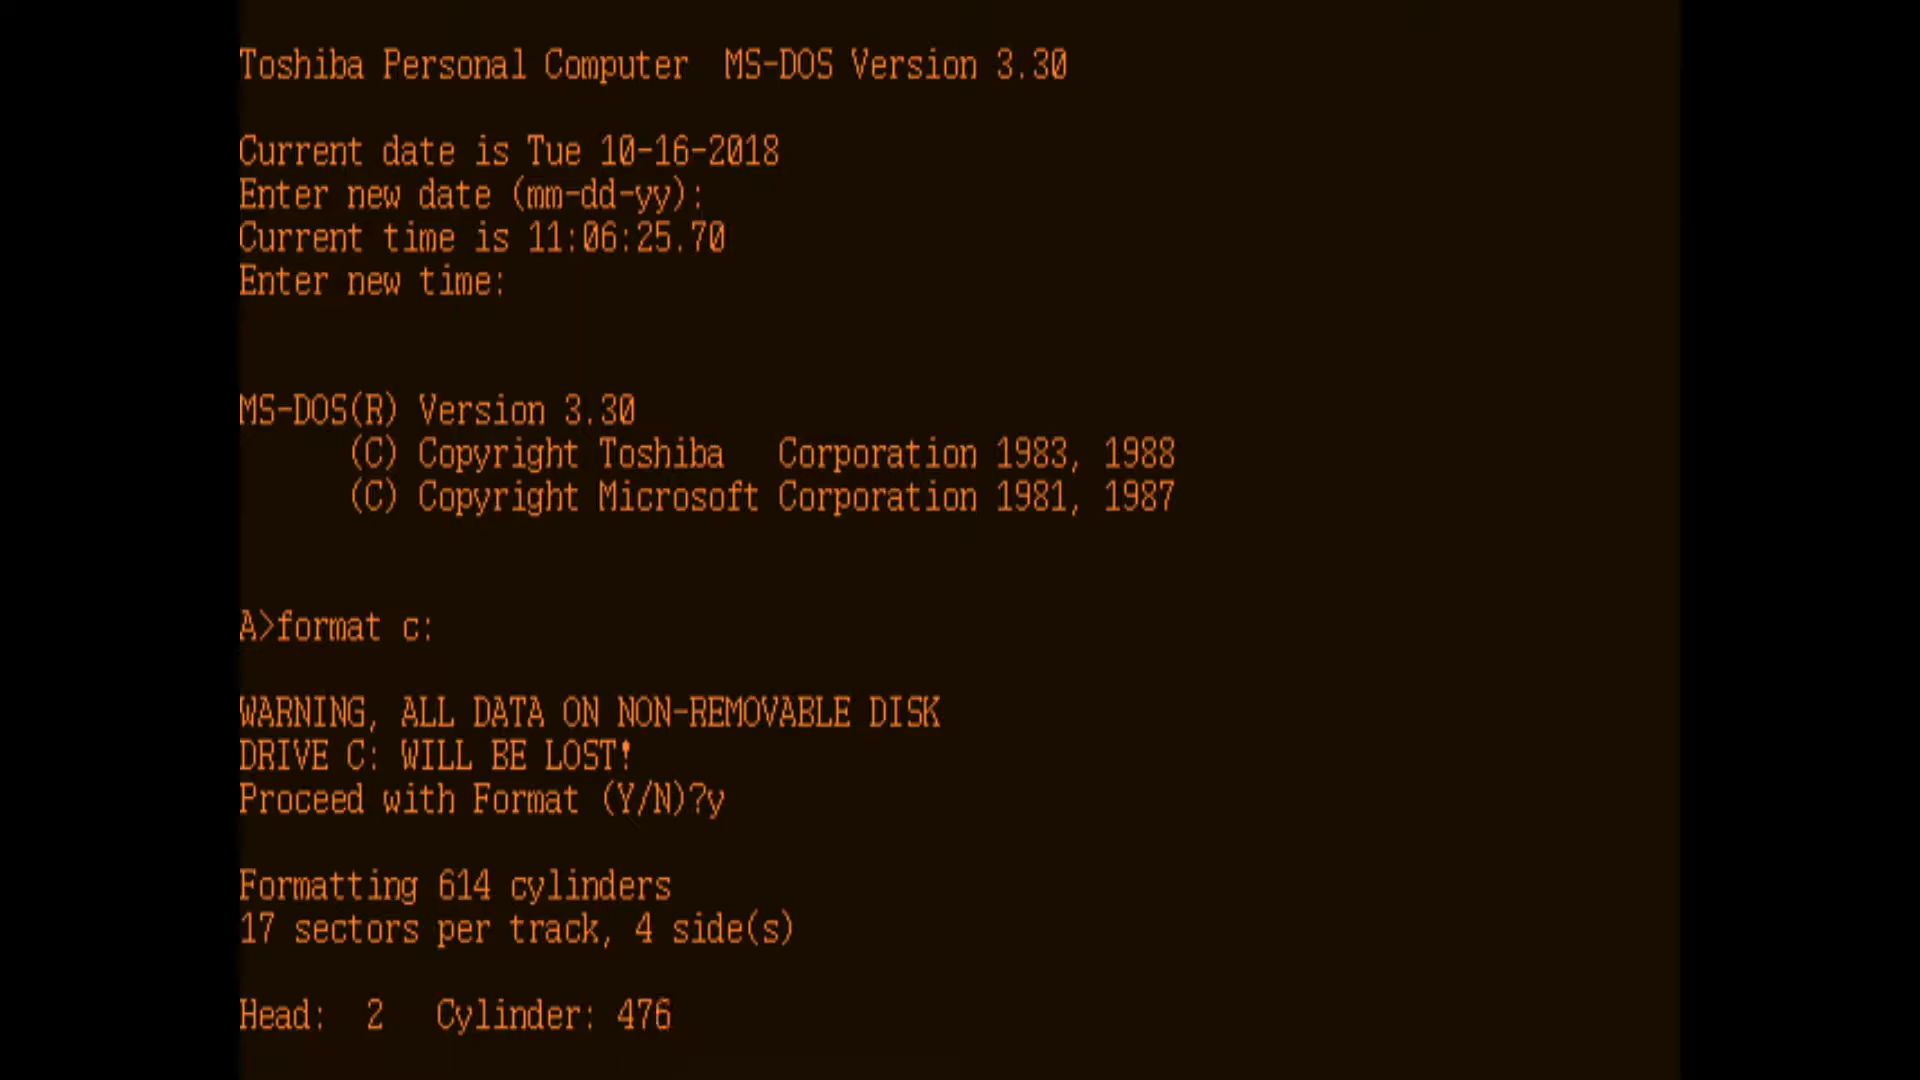 Toshiba Personal Computer  MS-DOS Version 3.30
Current date is Tue 10-16-2018
Enter new date (mm-dd-yy):
Current time is 11:06:25.70
Enter new time:
MS-DOS(R) Version 3.30
(C) Copyright Toshiba   Corporation 1983, 1988
(C) Copyright Microsoft Corporation 1981, 1987
A>format c:
WARNING, ALL DATA ON NON-REMOVABLE DISK
DRIVE C: WILL BE LOST!
Proceed with Format (Y/N)?y
Formatting 614 cylinders
17 sectors per track, 4 side(s)
Head:  2   Cylinder: 476